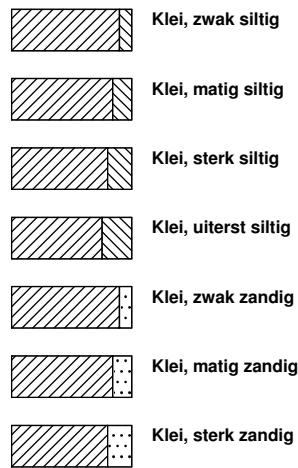 Klei, zwak siltig
Klei, matig siltig
Klei, sterk siltig
Klei, uiterst siltig
Klei, zwak zandig
Klei, matig zandig
Klei, sterk zandig